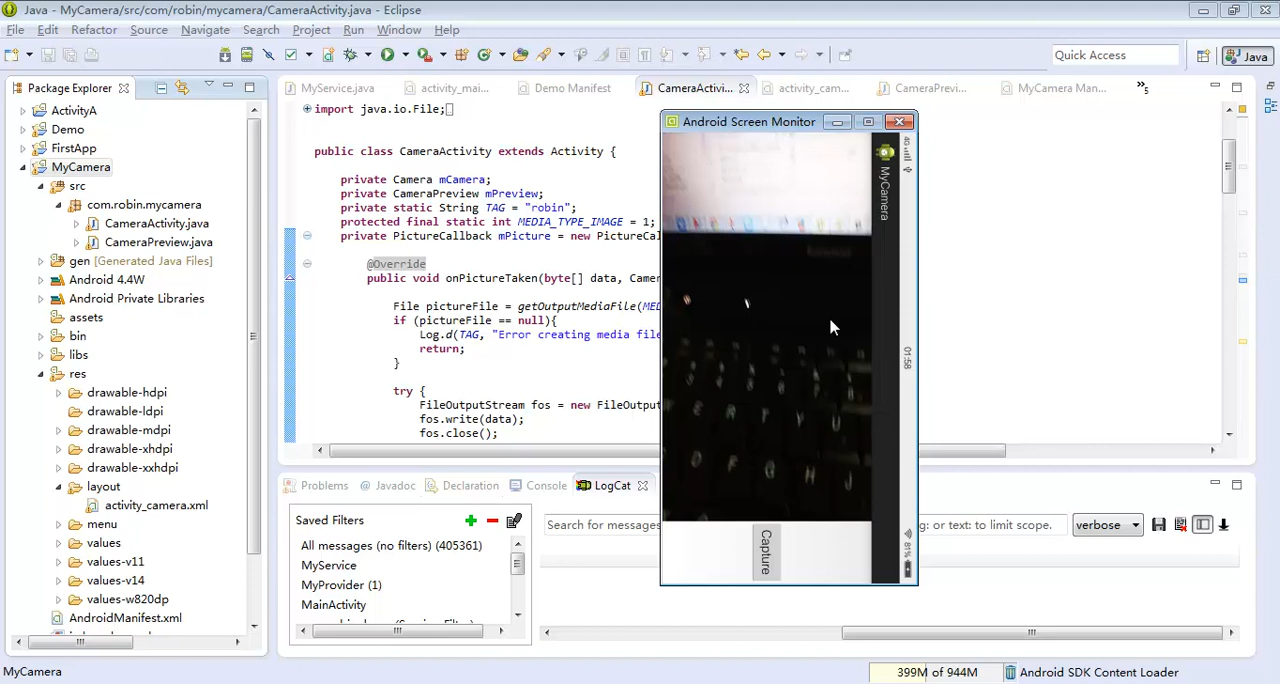 Java - MyCamera/src/com/robin/mycamera/CameraActivity.java - Eclipse
File Edit Refactor Source Navigate Search Project Run Window Help
Quick Access
Java
Package Explorer
ActivityA
Demo
FirstApp
MyCamera
src
com.robin.mycamera
CameraActivity.java
CameraPreview.java
gen [Generated Java Files]
Android 4.4W
Android Private Libraries
assets
bin
libs
res
drawable-hdpi
drawable-ldpi
drawable-mdpi
drawable-xhdpi
drawable-xxhdpi
layout
activity_camera.xml
menu
values
values-v11
values-v14
values-w820dp
AndroidManifest.xml
MyService.java activity_mai... Demo Manifest CameraActivi... activity_cam... CameraPrevi... MyCamera Man... »5
import java.io.File;
public class CameraActivity extends Activity {
private Camera mCamera;
private CameraPreview mPreview;
private static String TAG = "robin";
protected final static int MEDIA_TYPE_IMAGE = 1;
private PictureCallback mPicture = new PictureCal
@Override
public void onPictureTaken(byte[] data, Camer
File pictureFile = getOutputMediaFile(MED
if (pictureFile == null){
Log.d(TAG, "Error creating media file
return;
}
try {
FileOutputStream fos = new FileOutput
fos.write(data);
fos.close();
Android Screen Monitor
4G
MyCamera
01:58
81%
E R T Y U
D F G H J
Capture
Problems Javadoc Declaration Console LogCat
Saved Filters
All messages (no filters) (405361)
MyService
MyProvider (1)
MainActivity
Search for messages
g: or text: to limit scope.
verbose
MyCamera
399M of 944M
Android SDK Content Loader